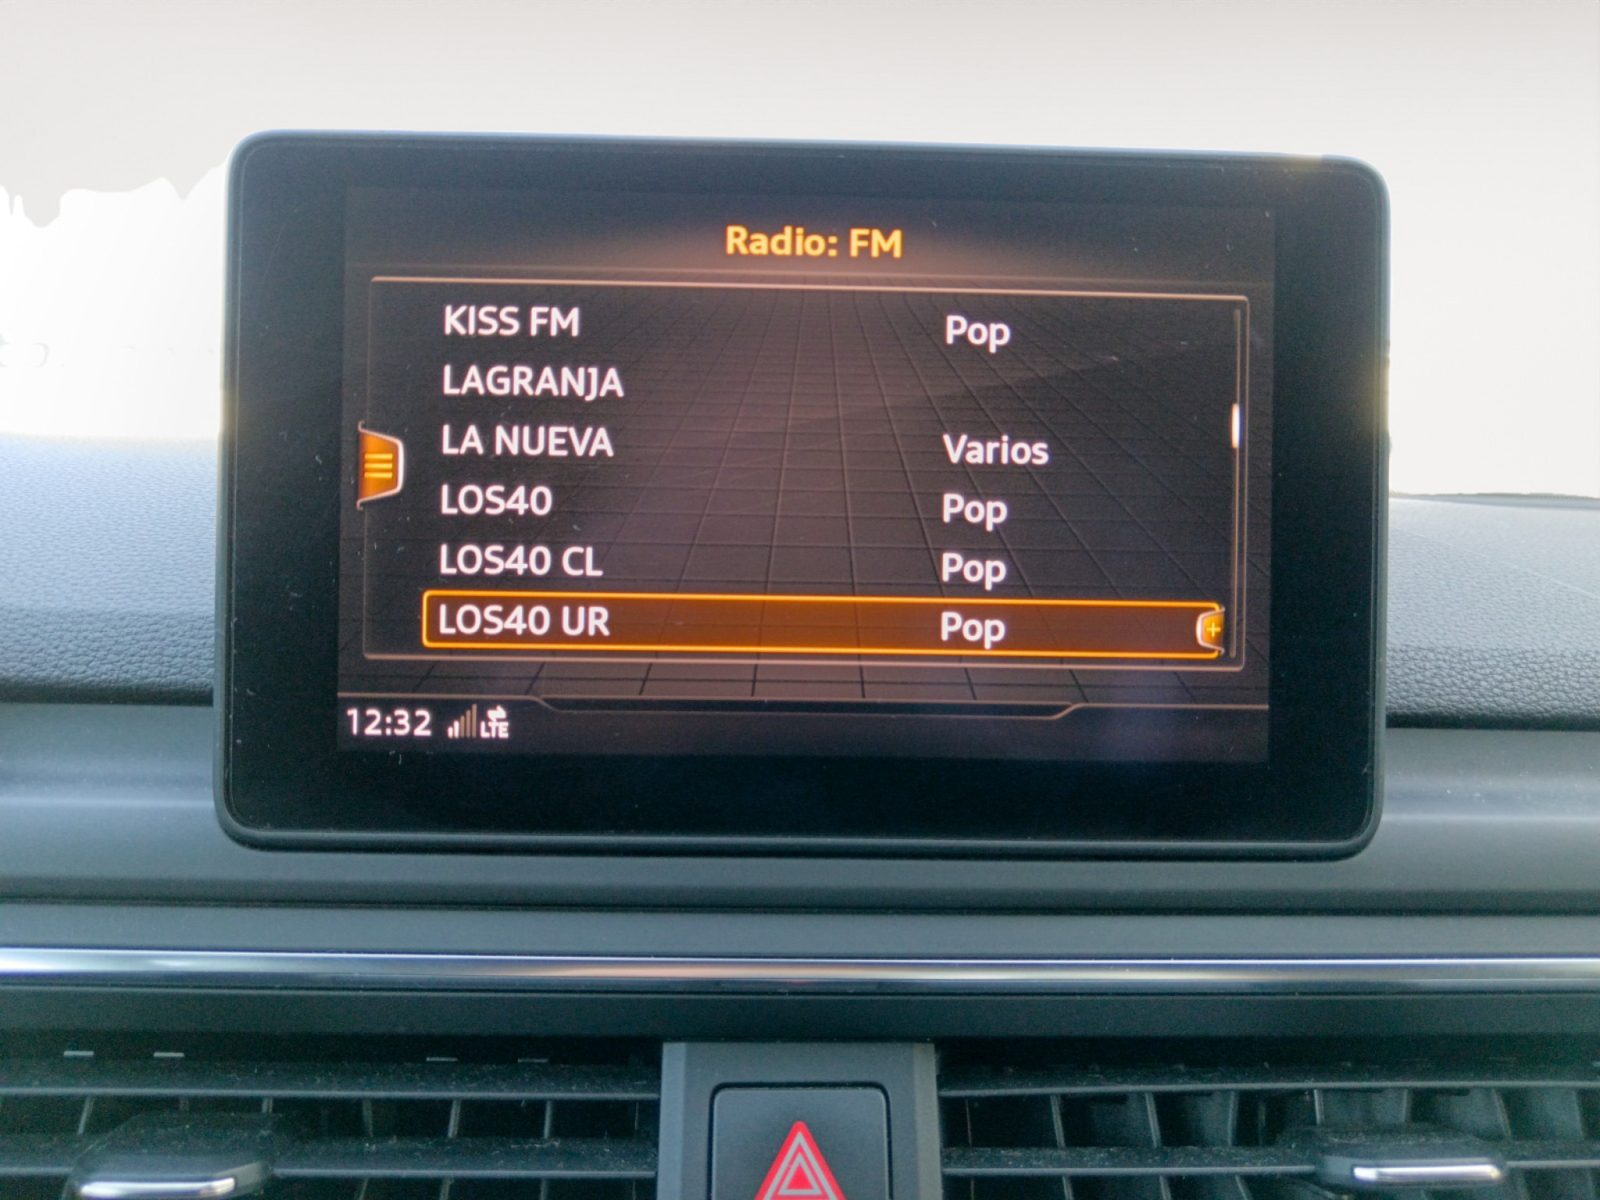 Radio: FM
KISS FM Pop
LAGRANJA
LA NUEVA Varios
LOS40 Pop
LOS40 CL Pop
LOS40 UR Pop
12:32 LTE